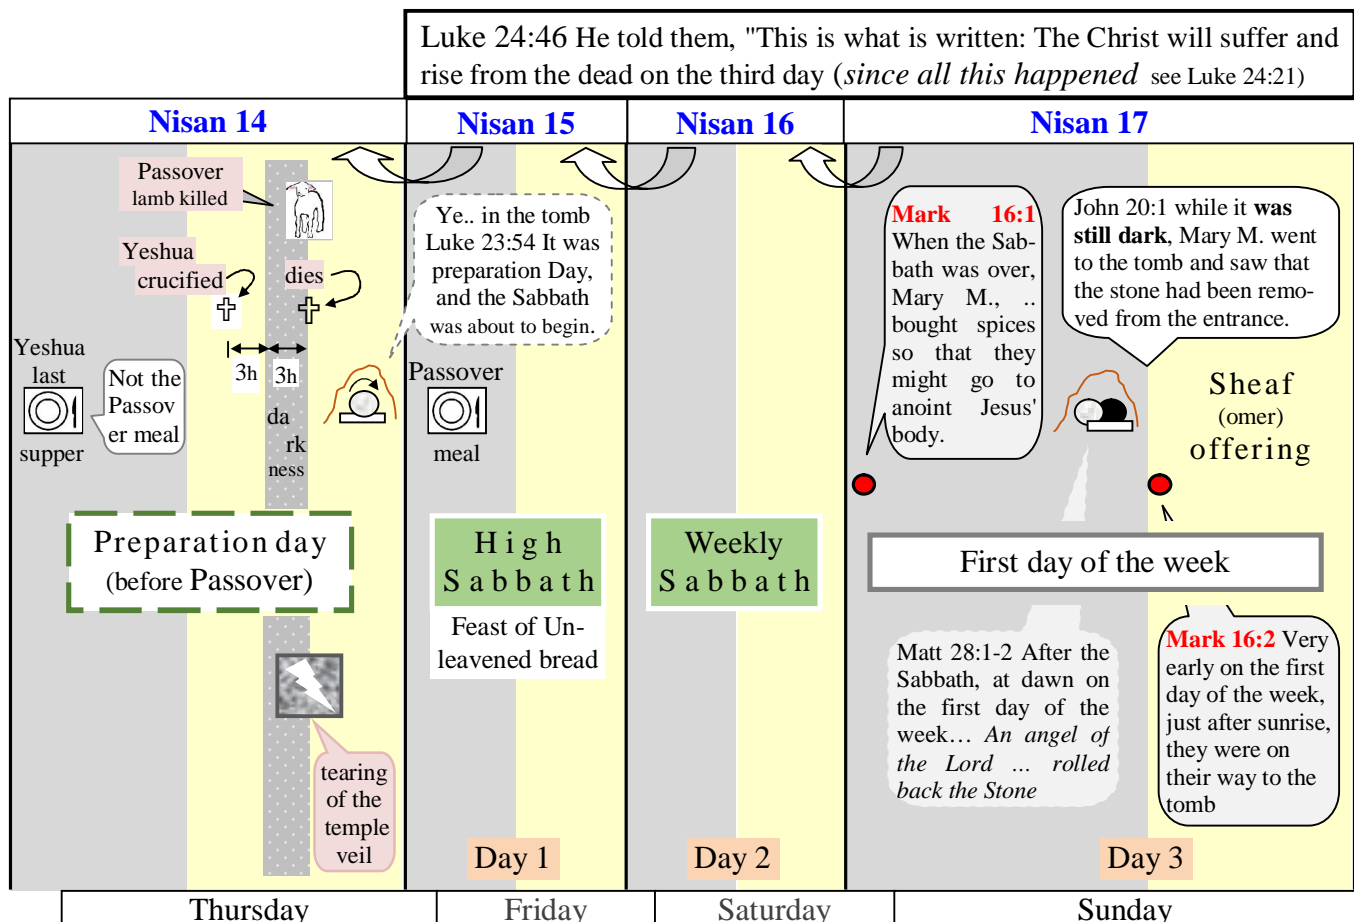 Luke 24:46 He told them, "This is what is written: The Christ will suffer and
rise from the dead on the third day (since all this happened see Luke 24:21)
Nisan 14
Nisan 15
Nisan 16
Nisan 17
Passover
lamb killed
Yeshua
crucified
dies
3h
3h
Yeshua
last
supper
Not the
Passov
er meal
da
rk
ness
Ye.. in the tomb
Luke 23:54 It was
preparation Day,
and the Sabbath
was about to begin.
Passover
meal
Mark 16:1
When the Sab-
bath was over,
Mary M., ..
bought spices
so that they
might go to
anoint Jesus'
body.
John 20:1 while it was
still dark, Mary M. went
to the tomb and saw that
the stone had been remo-
ved from the entrance.
Sheaf
(omer)
offering
Preparation day
(before Passover)
High
Sabbath
Feast of Un-
leavened bread
Weekly
Sabbath
First day of the week
tearing
of the
temple
veil
Matt 28:1-2 After the
Sabbath, at dawn on
the first day of the
week… An angel of
the Lord ... rolled
back the Stone
Mark 16:2 Very
early on the first
day of the week,
just after sunrise,
they were on
their way to the
tomb
Day 1
Day 2
Day 3
Thursday
Friday
Saturday
Sunday